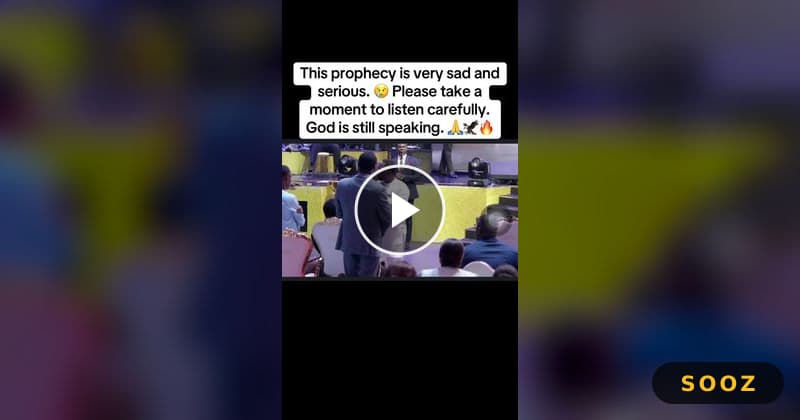 This prophecy is very sad and
serious. 😢 Please take a
moment to listen carefully.
God is still speaking. 🙏🦅🔥
SOOZ